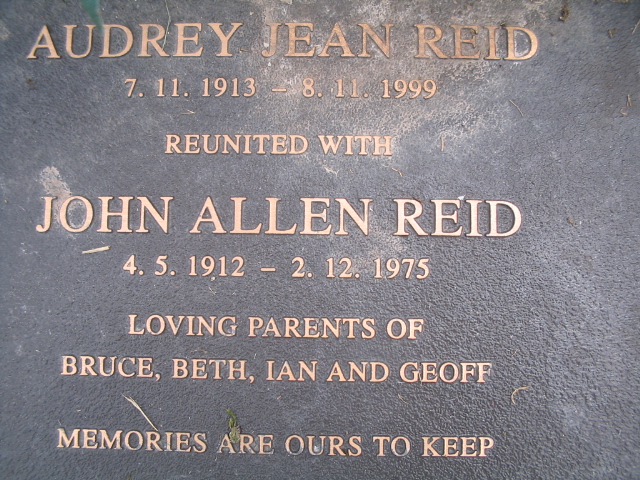 AUDREY JEAN REID
7. 11. 1913 – 8. 11. 1999
REUNITED WITH
JOHN ALLEN REID
4. 5. 1912 – 2. 12. 1975
LOVING PARENTS OF
BRUCE, BETH, IAN AND GEOFF
MEMORIES ARE OURS TO KEEP